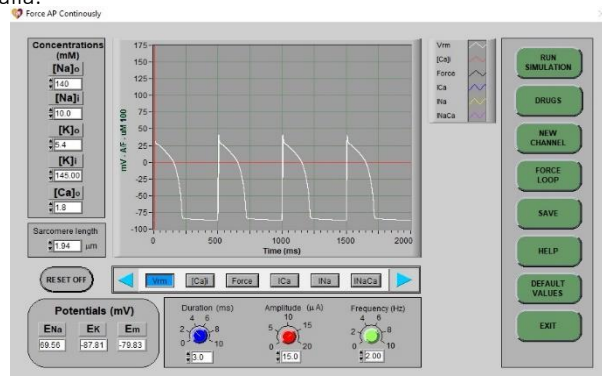 Force AP Continously
Concentrations
(mM)
[Na]o
140
[Na]i
10.0
[K]o
5.4
[K]i
145.00
[Ca]o
1.8
Sarcomere length
1.94 µm
RESET OFF
Potentials (mV)
ENa EK Em
69.56 -87.81 -79.83
mV - A/F - uM 100
175
150
125
100
75
50
25
0
-25
-50
-75
-100
0 500 1000 1500 2000
Time (ms)
Vrm [Ca]i Force ICa INa INaCa
Duration (ms)
2 4 6 8
0 10
3.0
Amplitude (µ A)
5 10 15
0 20
15.0
Frequency (Hz)
2 4 6 8
0 10
2.00
Vrm
[Ca]i
Force
ICa
INa
INaCa
RUN
SIMULATION
DRUGS
NEW
CHANNEL
FORCE
LOOP
SAVE
HELP
DEFAULT
VALUES
EXIT